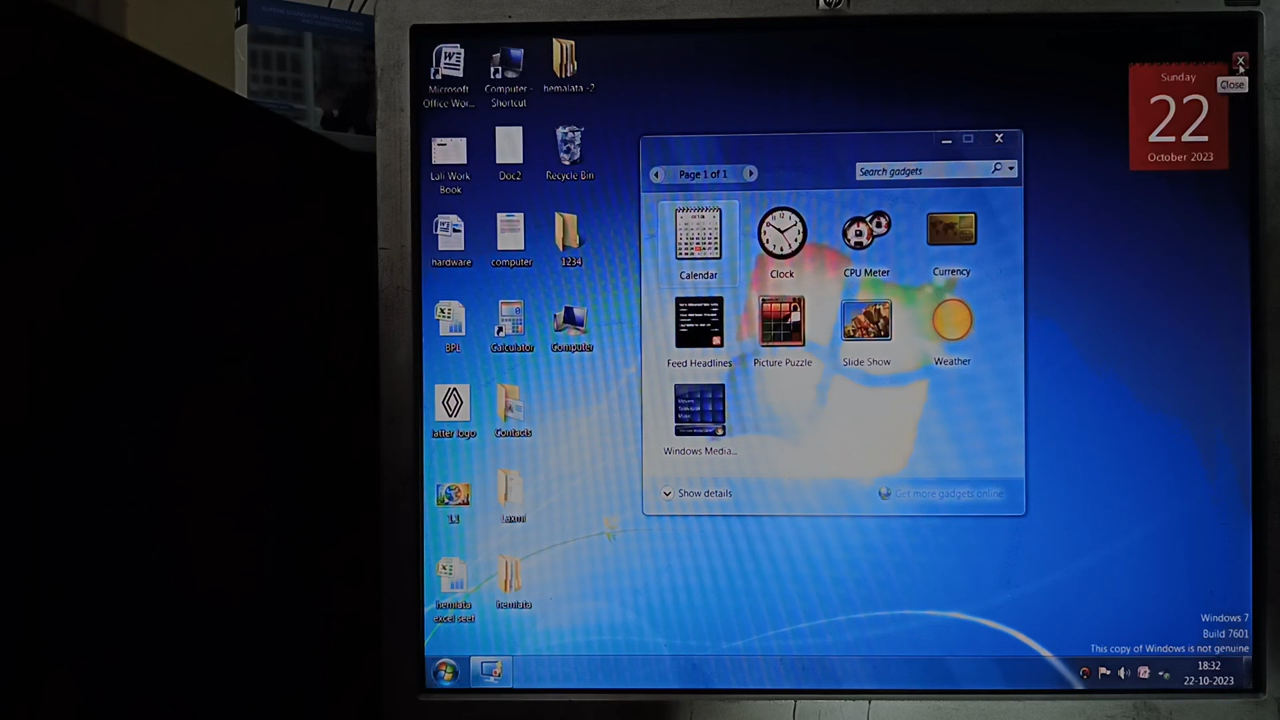 hp
Microsoft
Office Wor...
Computer -
Shortcut
hemalata -2
Lali Work
Book
Doc2
Recycle Bin
hardware
computer
1234
BPL
Calculator
Computer
latter logo
Contacts
Laxmi
hemlata
excel seet
hemlata
Page 1 of 1
Search gadgets
Calendar
Clock
CPU Meter
Currency
Feed Headlines
Picture Puzzle
Slide Show
Weather
Windows Media...
Show details
Get more gadgets online
Sunday
22
October 2023
X
Close
Windows 7
Build 7601
This copy of Windows is not genuine
18:32
22-10-2023